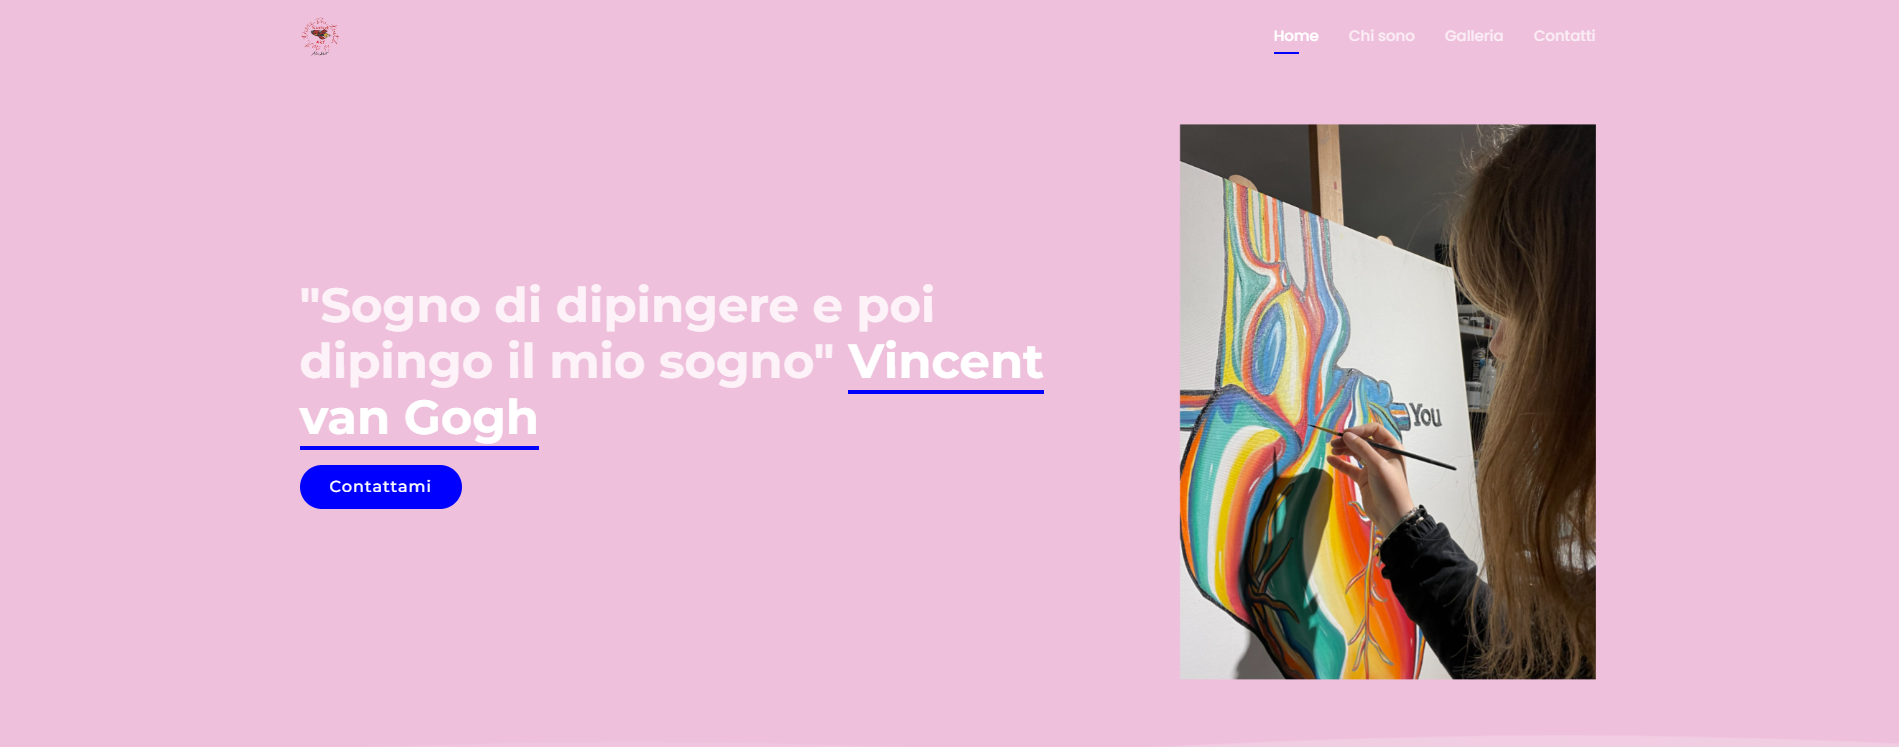 Home Chi sono Galleria Contatti
"Sogno di dipingere e poi
dipingo il mio sogno" Vincent
van Gogh
Contattami
You